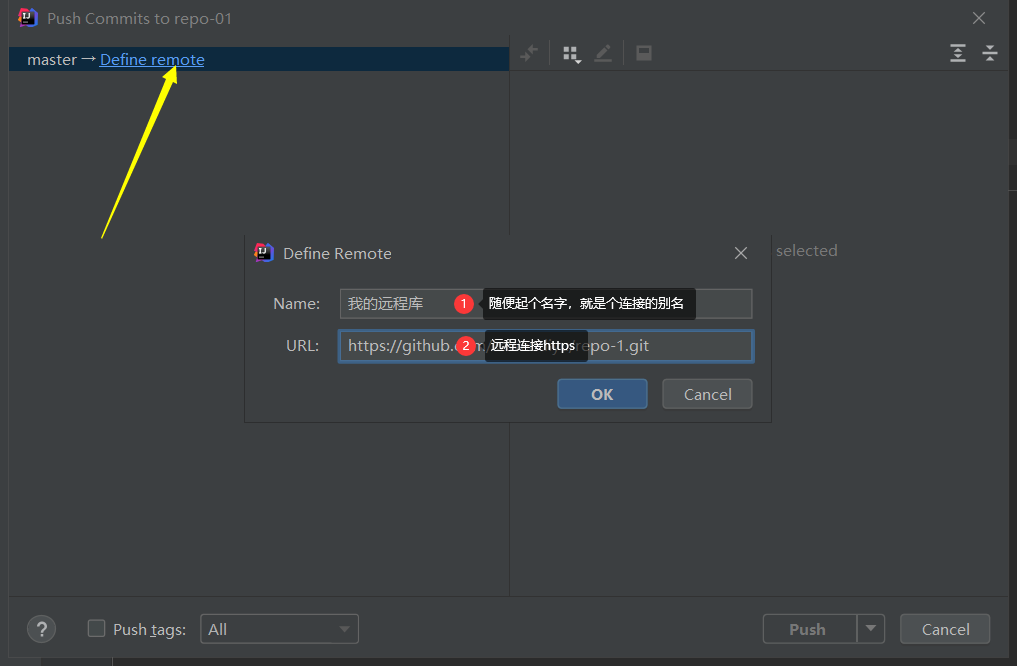 Push Commits to repo-01
master → Define remote
selected
Define Remote
Name: 我的远程库 1 随便起个名字，就是个连接的别名
URL: https://github. 2 远程连接https repo-1.git
OK Cancel
? Push tags: All Push Cancel